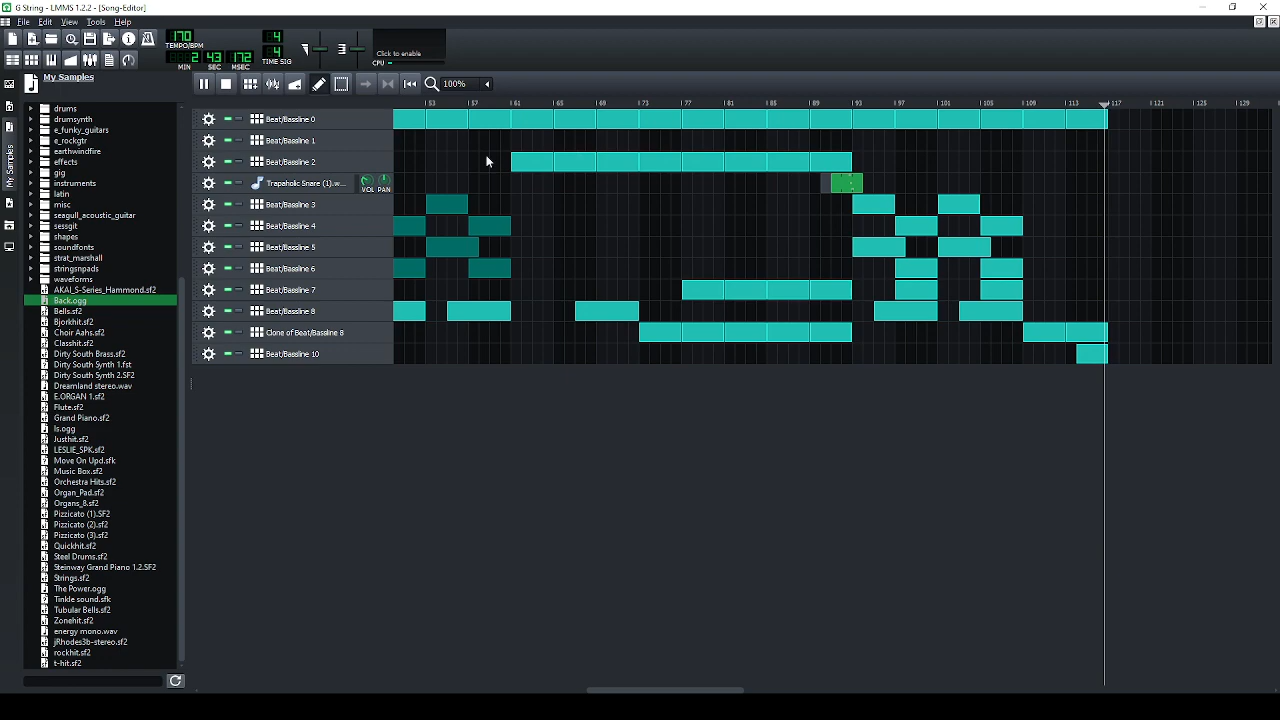 G String - LMMS 1.2.2 - [Song-Editor]
File Edit View Tools Help
170
TEMPO/BPM
2 43 172
MIN SEC MSEC
4
4
TIME SIG
Click to enable
CPU
My Samples
My Samples
drums
drumsynth
e_funky_guitars
e_rockgtr
earthwindfire
effects
gig
instruments
latin
misc
seagull_acoustic_guitar
sessgit
shapes
soundfonts
strat_marshall
stringsnpads
waveforms
AKAI_S-Series_Hammond.sf2
Back.ogg
Bells.sf2
Bjorkhit.sf2
Choir Aahs.sf2
Classhit.sf2
Dirty South Brass.sf2
Dirty South Synth 1.fst
Dirty South Synth 2.SF2
Dreamland stereo.wav
E.ORGAN 1.sf2
Flute.sf2
Grand Piano.sf2
Is.ogg
Justhit.sf2
LESLIE_SPK.sf2
Move On Upd.sfk
Music Box.sf2
Orchestra Hits.sf2
Organ_Pad.sf2
Organs_8.sf2
Pizzicato (1).SF2
Pizzicato (2).sf2
Pizzicato (3).sf2
Quickhit.sf2
Steel Drums.sf2
Steinway Grand Piano 1.2.SF2
Strings.sf2
The Power.ogg
Tinkle sound.sfk
Tubular Bells.sf2
Zonehit.sf2
energy mono.wav
jRhodes3b-stereo.sf2
rockhit.sf2
t-hit.sf2
100%
53 57 61 65 69 73 77 81 85 89 93 97 101 105 109 113 117 121 125 129
Beat/Bassline 0
Beat/Bassline 1
Beat/Bassline 2
Trapaholic Snare (1).w... VOL PAN
Beat/Bassline 3
Beat/Bassline 4
Beat/Bassline 5
Beat/Bassline 6
Beat/Bassline 7
Beat/Bassline 8
Clone of Beat/Bassline 8
Beat/Bassline 10